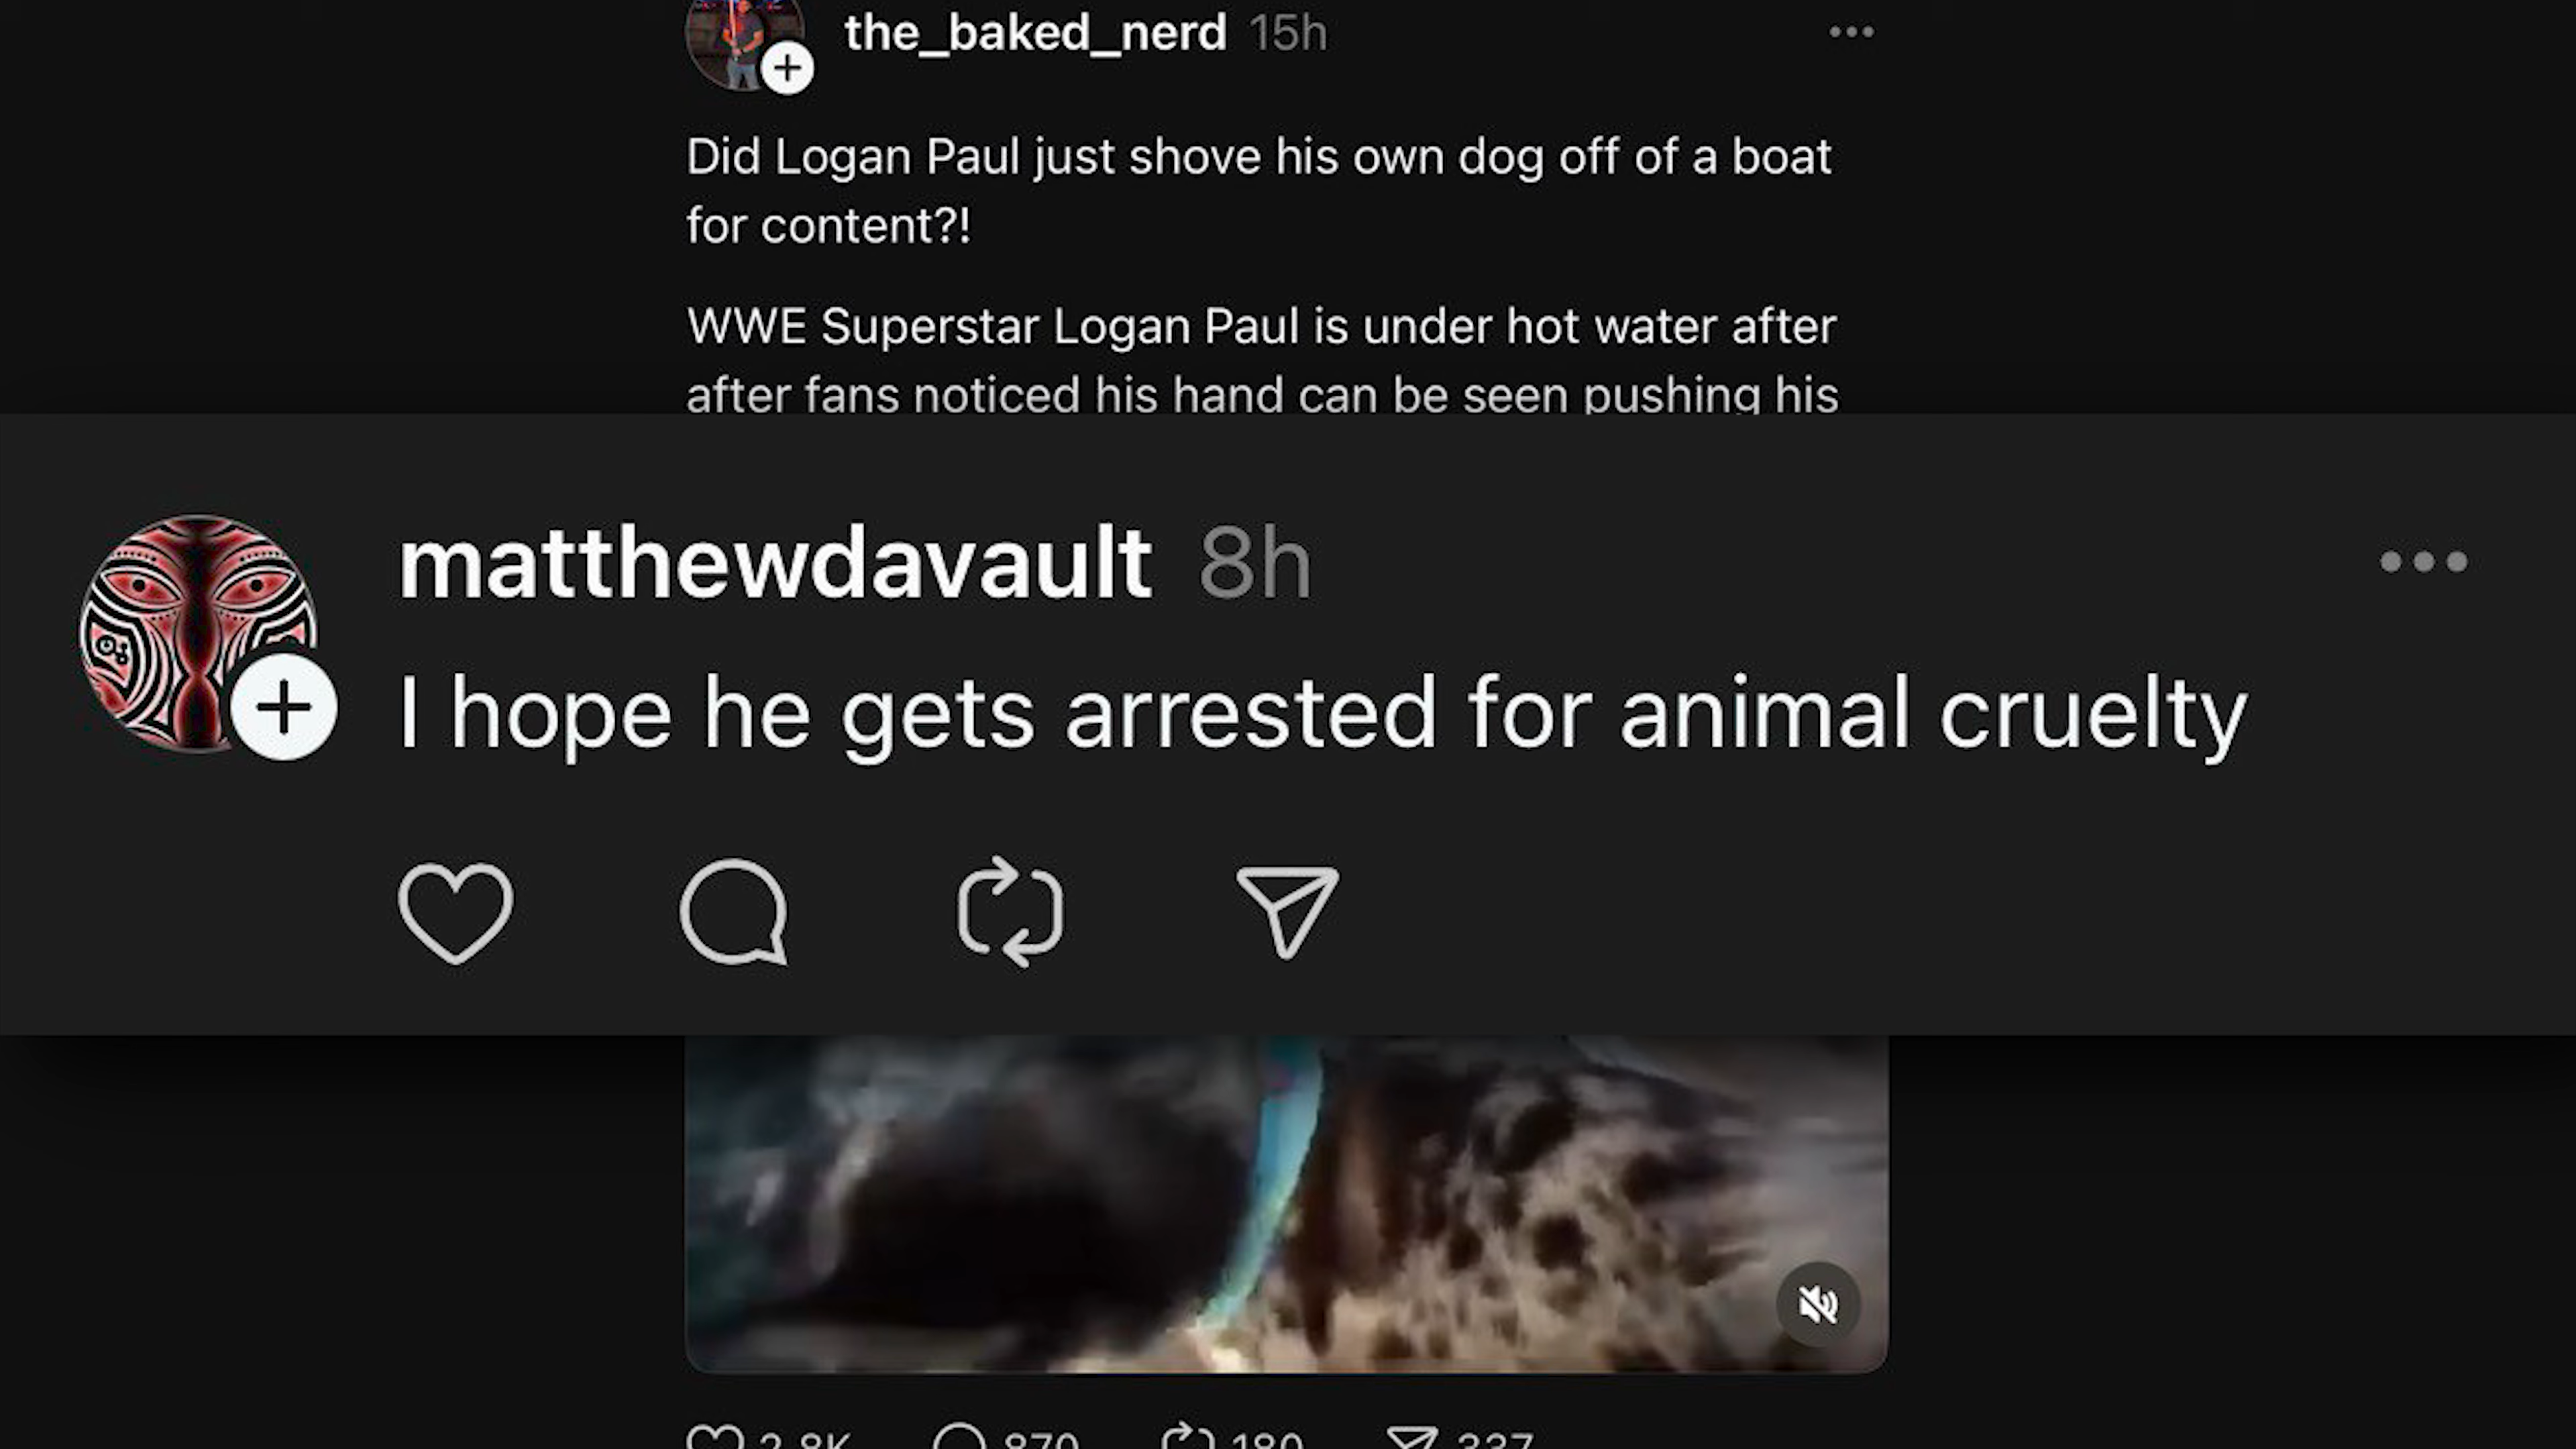 the_baked_nerd 15h
Did Logan Paul just shove his own dog off of a boat
for content?!
WWE Superstar Logan Paul is under hot water after
after fans noticed his hand can be seen pushing his
matthewdavault 8h
I hope he gets arrested for animal cruelty
2.8K 870 180 337